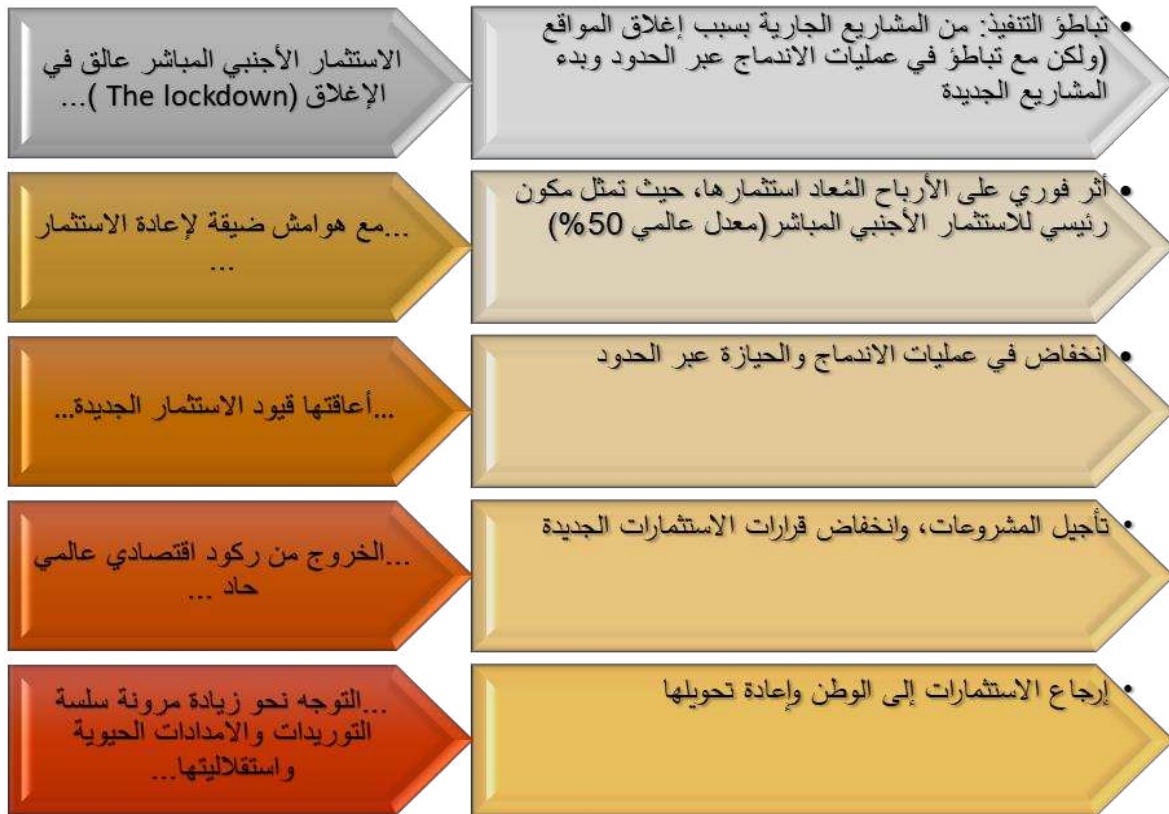 الاستثمار الأجنبي المباشر عالق في
الإغلاق (The lockdown )...
• تباطؤ التنفيذ: من المشاريع الجارية بسبب إغلاق المواقع
(ولكن مع تباطؤ في عمليات الاندماج عبر الحدود وبدء
المشاريع الجديدة
...مع هوامش ضيقة لإعادة الاستثمار
...
• أثر فوري على الأرباح المُعاد استثمارها، حيث تمثل مكون
رئيسي للاستثمار الأجنبي المباشر(معدل عالمي 50%)
...أعاقتها قيود الاستثمار الجديدة...
• انخفاض في عمليات الاندماج والحيازة عبر الحدود
...الخروج من ركود اقتصادي عالمي
حاد ...
• تأجيل المشروعات، وانخفاض قرارات الاستثمارات الجديدة
...التوجه نحو زيادة مرونة سلسة
التوريدات والامدادات الحيوية
واستقلاليتها...
• إرجاع الاستثمارات إلى الوطن وإعادة تحويلها